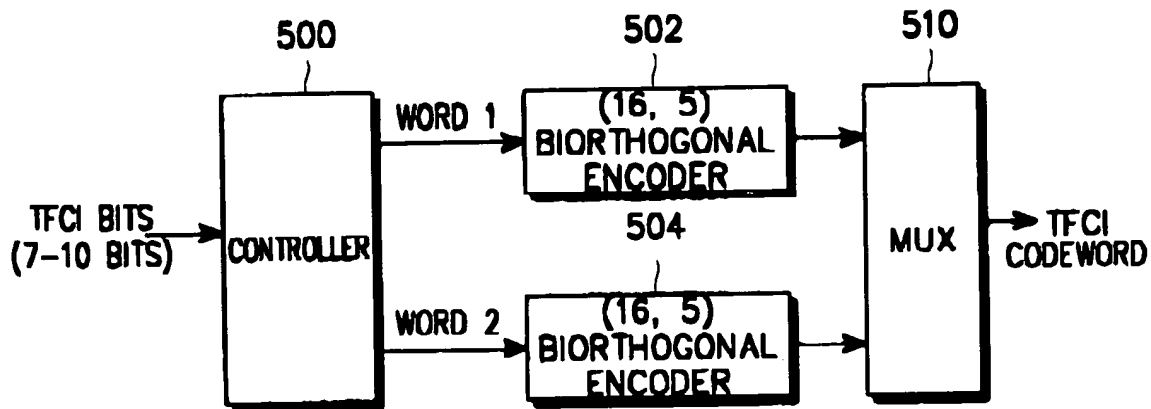 500
502
510
WORD 1
(16, 5)
BIORTHOGONAL
ENCODER
TFCI BITS
(7-10 BITS)
CONTROLLER
504
MUX
TFCI
CODEWORD
WORD 2
(16, 5)
BIORTHOGONAL
ENCODER